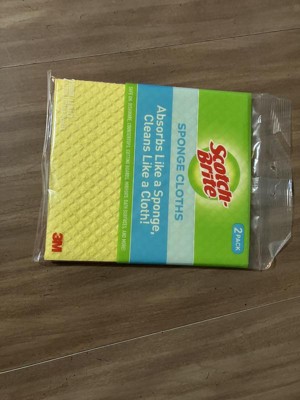 Scotch-
Brite
2 PACK
SPONGE CLOTHS
Absorbs Like a Sponge,
Cleans Like a Cloth!
3M